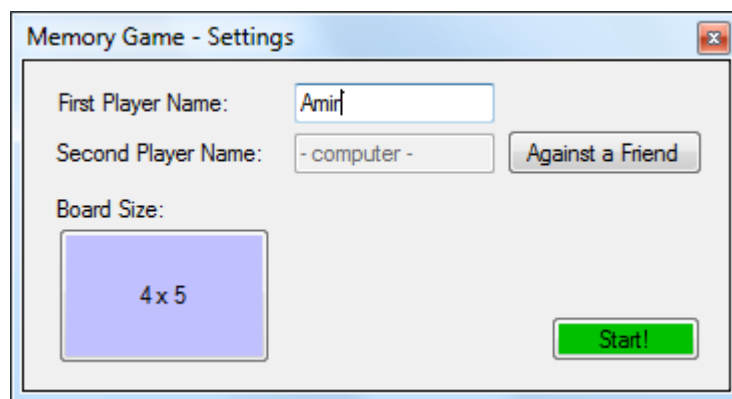 Memory Game - Settings
First Player Name: Amir
Second Player Name: - computer - Against a Friend
Board Size:
4 x 5
Start!